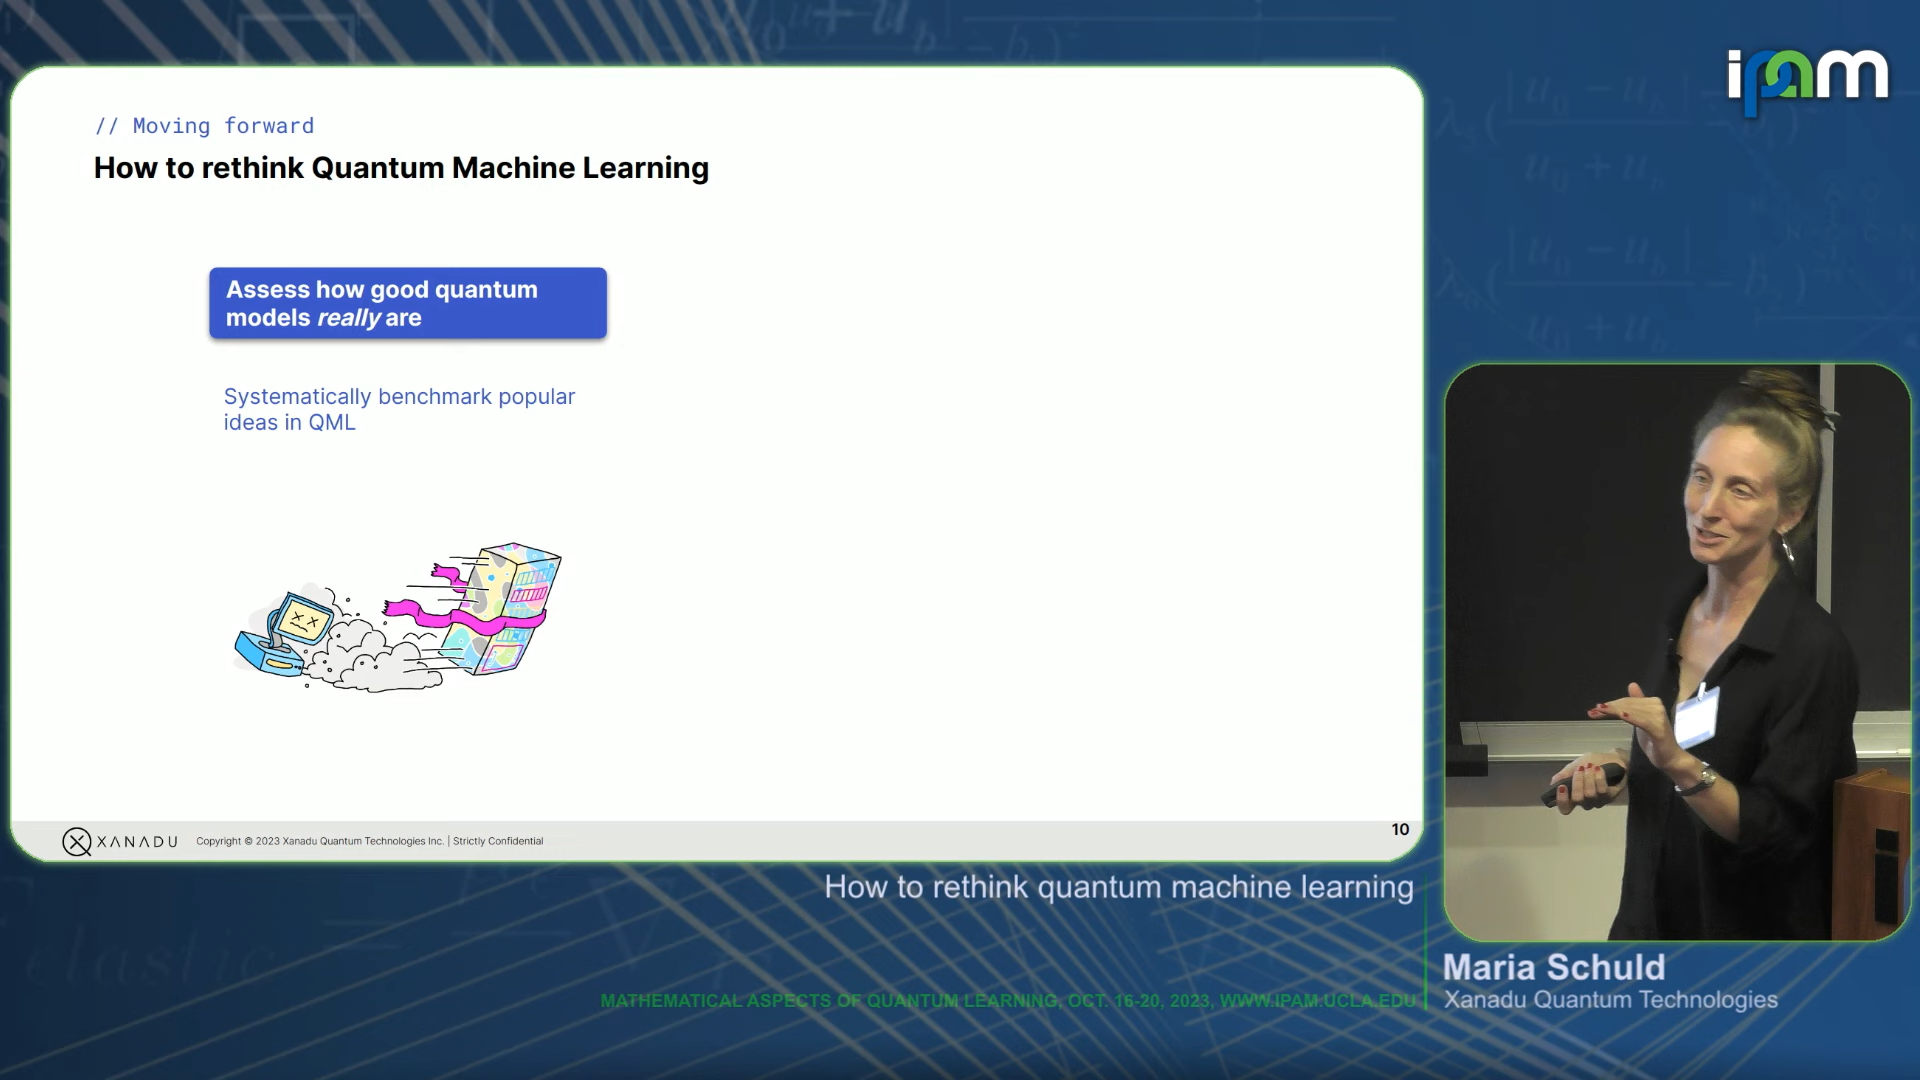 ipam
// Moving forward
How to rethink Quantum Machine Learning
Assess how good quantum
models really are
Systematically benchmark popular
ideas in QML
XANADU
Copyright © 2023 Xanadu Quantum Technologies Inc. | Strictly Confidential
10
How to rethink quantum machine learning
Maria Schuld
Xanadu Quantum Technologies
MATHEMATICAL ASPECTS OF QUANTUM LEARNING, OCT. 16-20, 2023, WWW.IPAM.UCLA.EDU
elastic